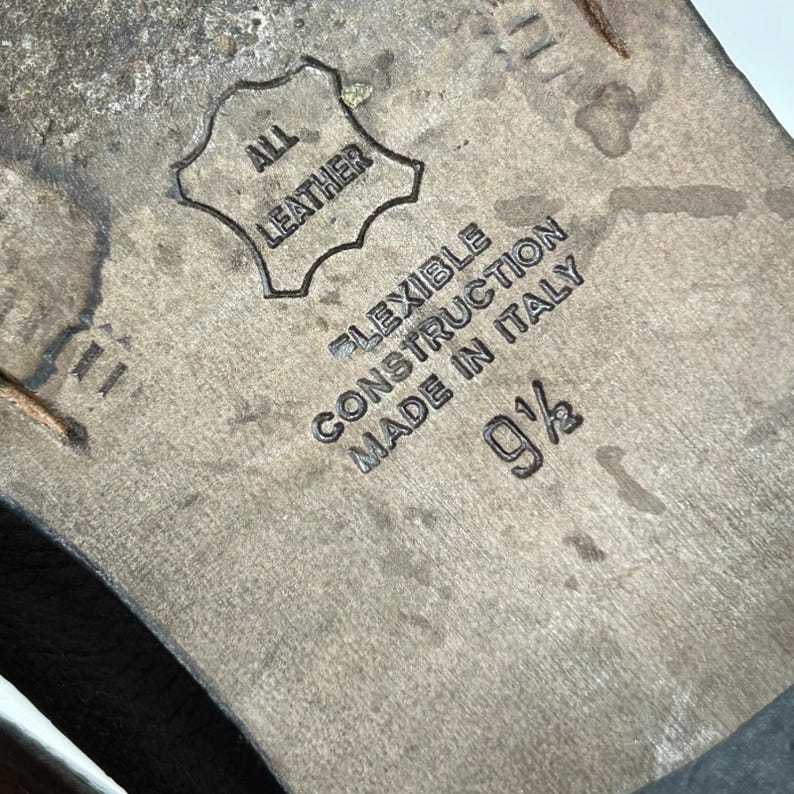 ALL
LEATHER
FLEXIBLE
CONSTRUCTION
MADE IN ITALY
9½